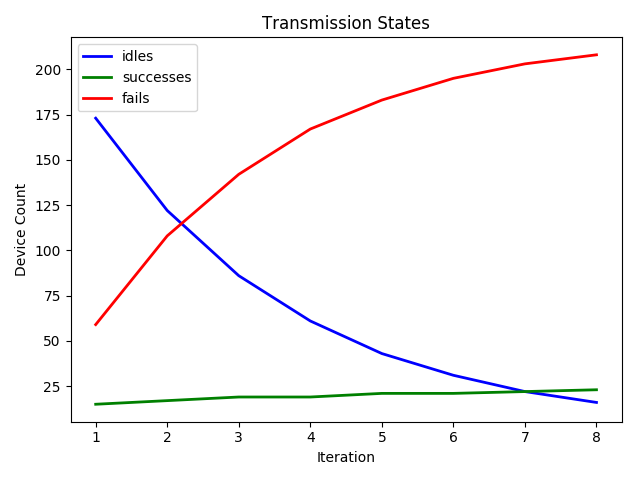 Transmission States
idles
successes
fails
Device Count
200
175
150
125
100
75
50
25
1 2 3 4 5 6 7 8
Iteration